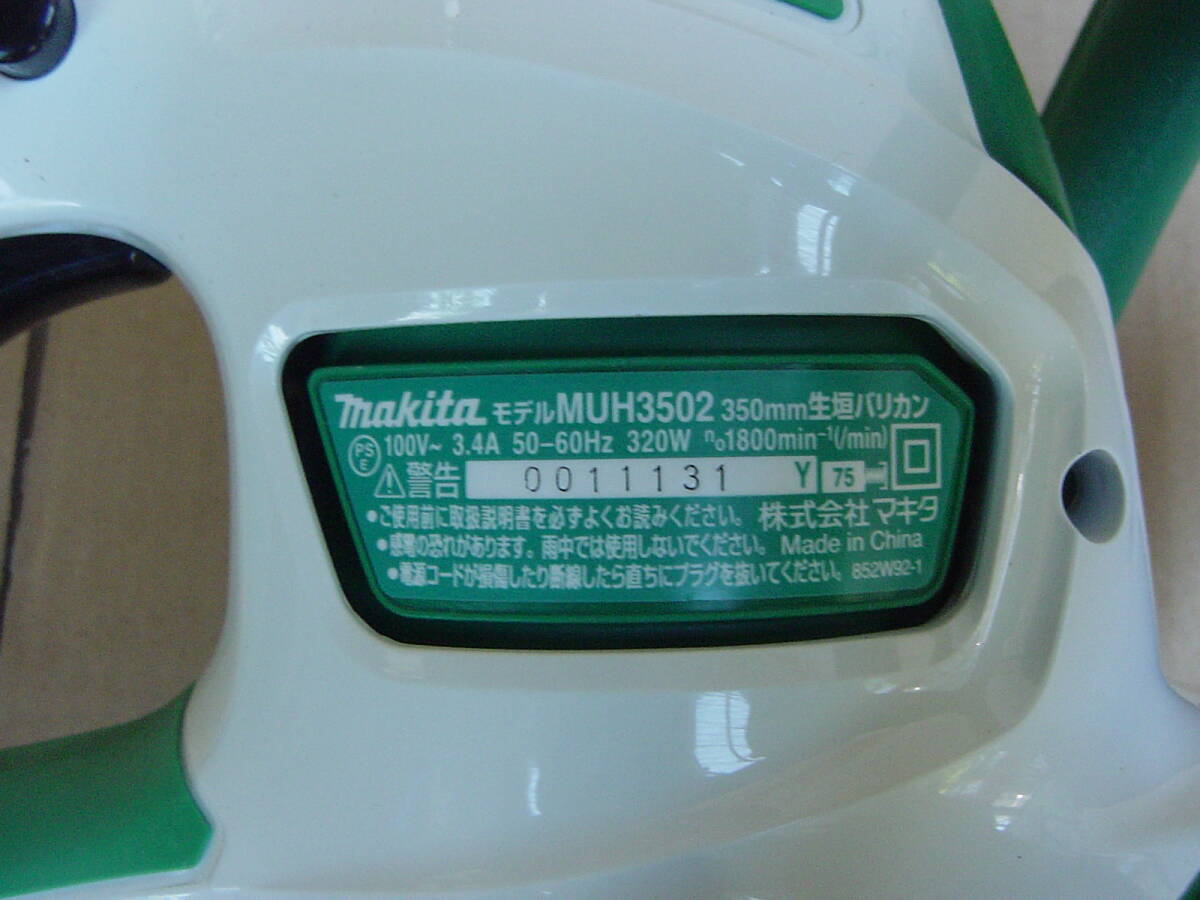 makita モデルMUH3502 350mm生垣バリカン
PS E 100V~ 3.4A 50-60Hz 320W n₀1800min⁻¹(/min)
警告 0011131 Y 75
•ご使用前に取扱説明書を必ずよくお読みください。 株式会社マキタ
•感電の恐れがあります。雨中では使用しないでください。 Made in China
•電源コードが損傷したり断線したら直ちにプラグを抜いてください。 852W92-1